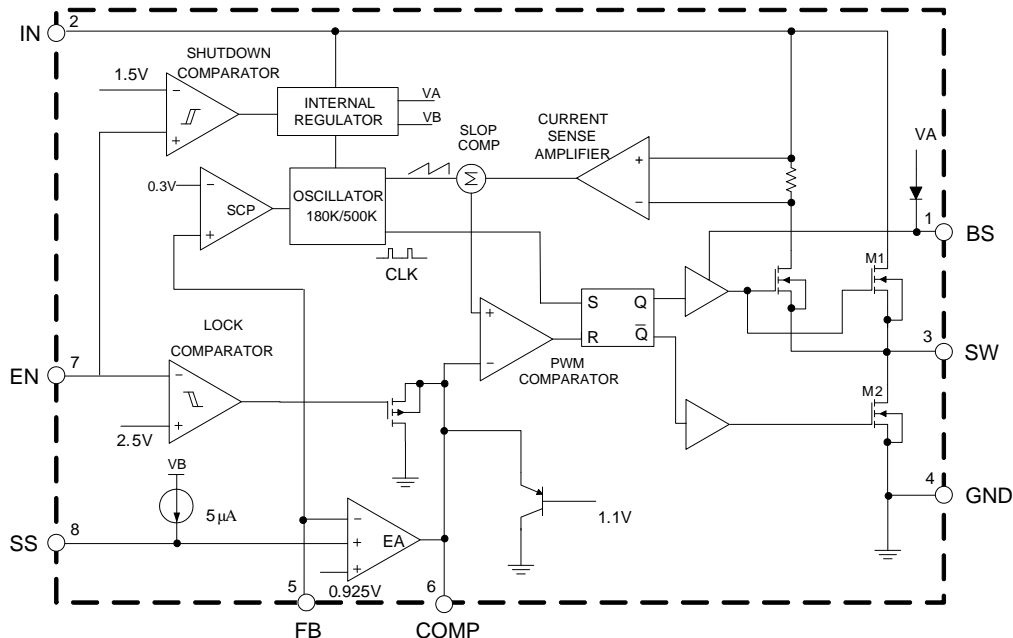 IN
2
SHUTDOWN
COMPARATOR
1.5V
−
+
INTERNAL
REGULATOR
VA
VB
SLOP
COMP
Σ
CURRENT
SENSE
AMPLIFIER
+
−
VA
0.3V
−
SCP
+
OSCILLATOR
180K/500K
CLK
1
BS
M1
S
Q
R
Q̅
+
−
PWM
COMPARATOR
3
SW
LOCK
COMPARATOR
7
EN
−
+
2.5V
M2
VB
5 µA
8
SS
−
+
+
EA
0.925V
1.1V
4
GND
5
FB
6
COMP